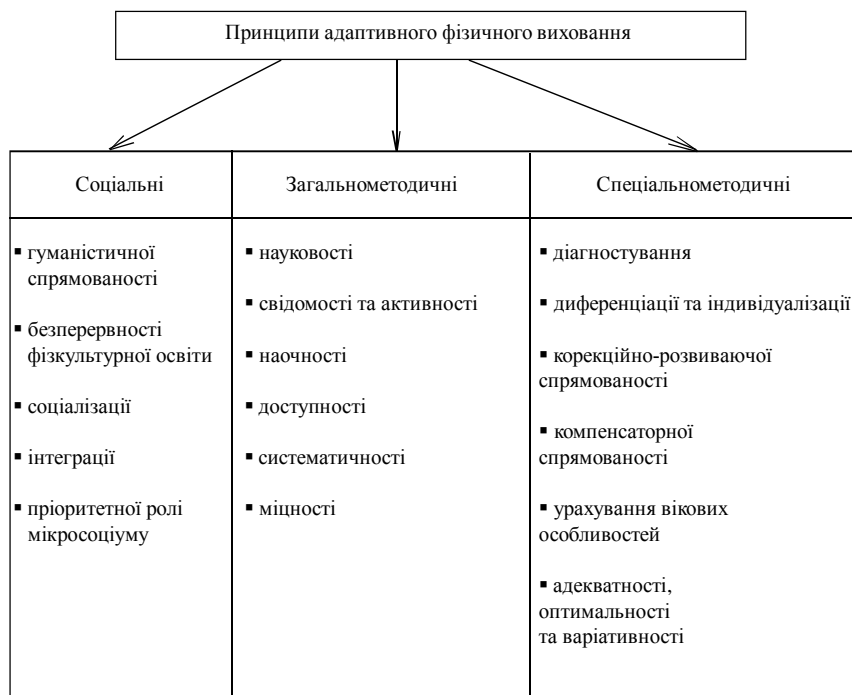 Принципи адаптивного фізичного виховання
Соціальні
▪ гуманістичної
спрямованості
▪ безперервності
фізкультурної освіти
▪ соціалізації
▪ інтеграції
▪ пріоритетної ролі
мікросоціуму
Загальнометодичні
▪ науковості
▪ свідомості та активності
▪ наочності
▪ доступності
▪ систематичності
▪ міцності
Спеціальнометодичні
▪ діагностування
▪ диференціації та індивідуалізації
▪ корекційно-розвиваючої
спрямованості
▪ компенсаторної
спрямованості
▪ урахування вікових
особливостей
▪ адекватності,
оптимальності
та варіативності